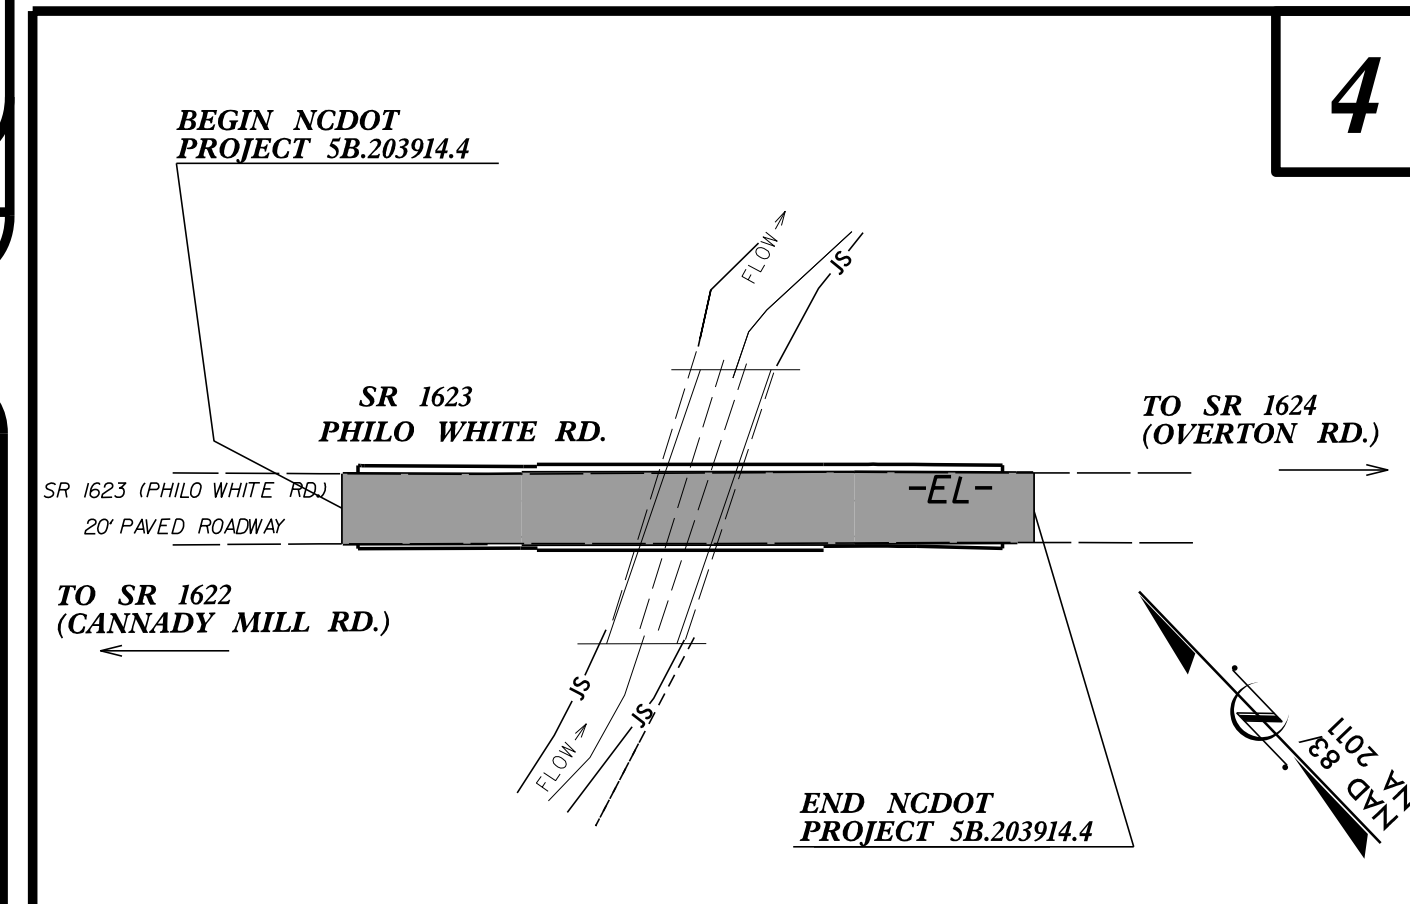 4
BEGIN NCDOT
PROJECT 5B.203914.4
FLOW
JS
SR 1623
PHILO WHITE RD.
TO SR 1624
(OVERTON RD.)
SR 1623 (PHILO WHITE RD.)
20' PAVED ROADWAY
-EL-
TO SR 1622
(CANNADY MILL RD.)
JS
JS
FLOW
END NCDOT
PROJECT 5B.203914.4
N
NAD 83/
NA 2011